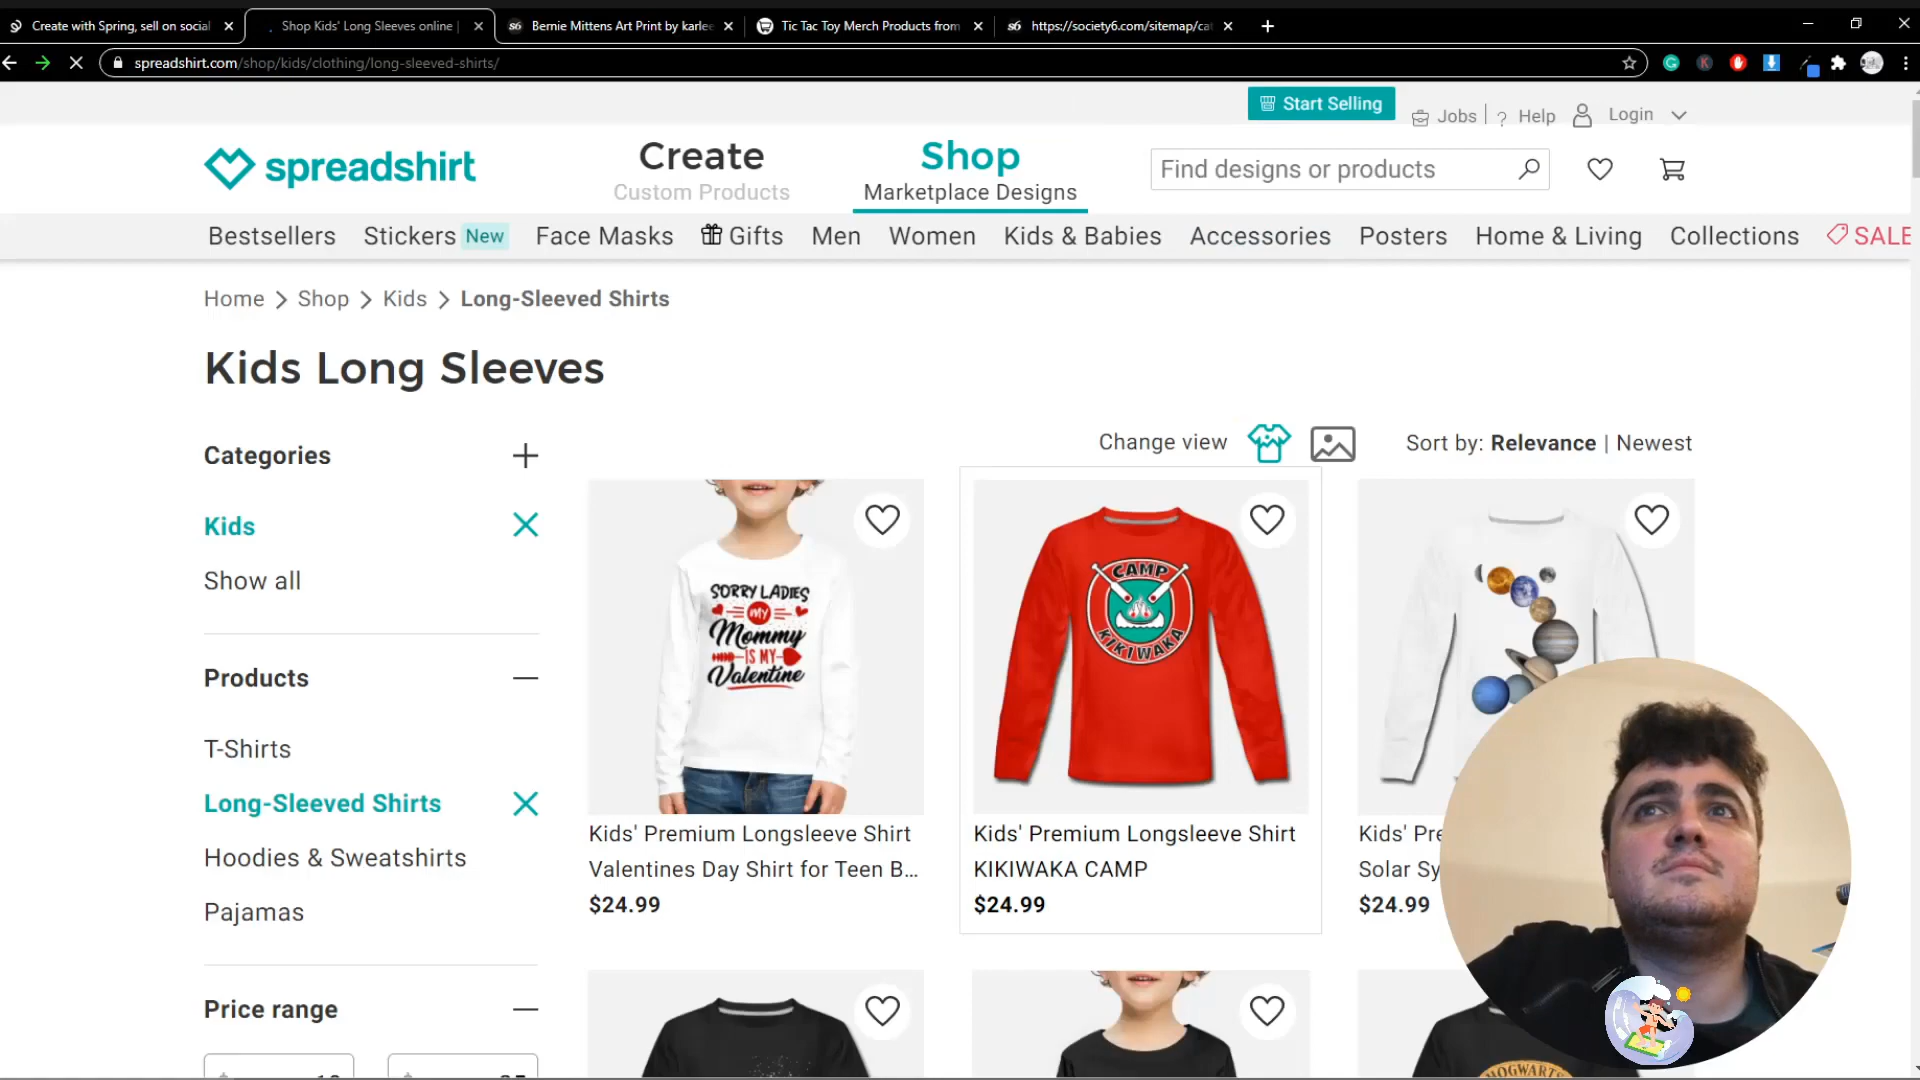 Create with Spring, sell on social
Shop Kids' Long Sleeves online |
Bernie Mittens Art Print by karlee
Tic Tac Toy Merch Products from
https://society6.com/sitemap/cat
spreadshirt.com/shop/kids/clothing/long-sleeved-shirts/
Start Selling
Jobs
? Help
Login
spreadshirt
Create
Custom Products
Shop
Marketplace Designs
Find designs or products
Bestsellers
Stickers New
Face Masks
Gifts
Men
Women
Kids & Babies
Accessories
Posters
Home & Living
Collections
SALE
Home > Shop > Kids > Long-Sleeved Shirts
Kids Long Sleeves
Categories
Kids
Show all
Products
T-Shirts
Long-Sleeved Shirts
Hoodies & Sweatshirts
Pajamas
Price range
Change view
Sort by: Relevance | Newest
SORRY LADIES
MY
Mommy
IS MY
Valentine
Kids' Premium Longsleeve Shirt
Valentines Day Shirt for Teen B...
$24.99
CAMP
KIKIWAKA
Kids' Premium Longsleeve Shirt
KIKIWAKA CAMP
$24.99
Kids' Pre
Solar Sy
$24.99
HOGWARTS